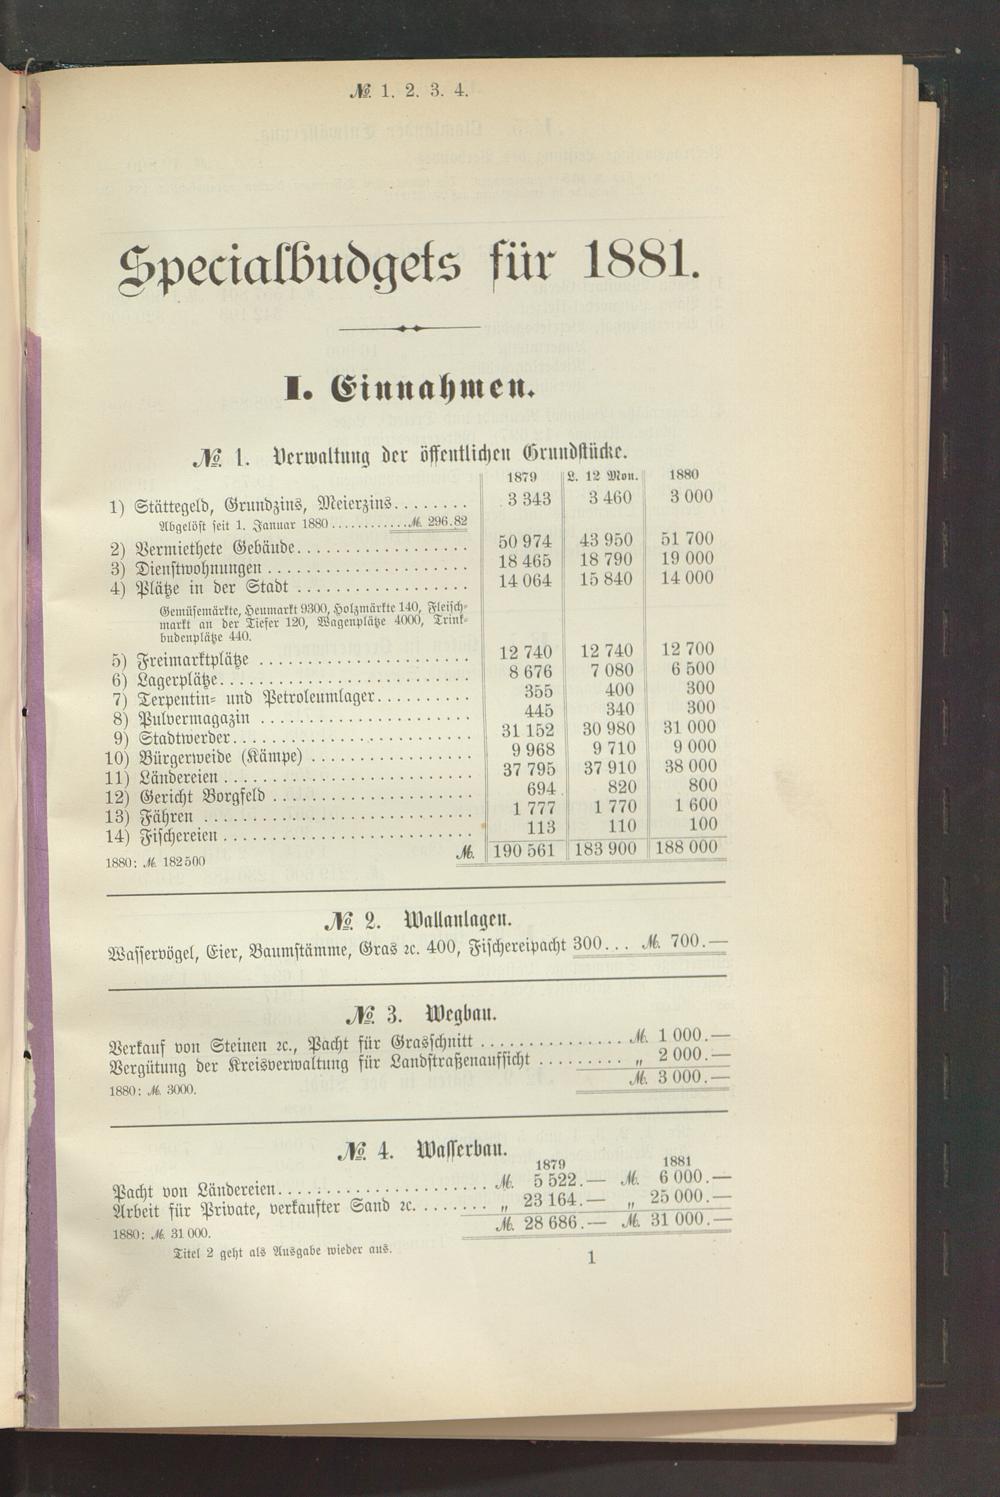 № 1. 2. 3. 4.
Specialbudgets für 1881.
I. Einnahmen.
№ 1. Verwaltung der öffentlichen Grundstücke.
1879 L. 12 Mon. 1880
1) Stättegeld, Grundzins, Meierzins........ 3 343 3 460 3 000
Abgelöst seit 1. Januar 1880............ℳ 296.82
2) Vermiethete Gebäude.................. 50 974 43 950 51 700
3) Dienstwohnungen..................... 18 465 18 790 19 000
4) Plätze in der Stadt.................. 14 064 15 840 14 000
Gemüsemärkte, Heumarkt 9300, Holzmärkte 140, Fleisch-
markt an der Tiefer 120, Wagenplätze 4000, Trink-
budenplätze 440.
5) Freimarktplätze...................... 12 740 12 740 12 700
6) Lagerplätze.......................... 8 676 7 080 6 500
7) Terpentin- und Petroleumlager.......... 355 400 300
8) Pulvermagazin...................... 445 340 300
9) Stadtwerder......................... 31 152 30 980 31 000
10) Bürgerweide (Kämpe)................. 9 968 9 710 9 000
11) Ländereien.......................... 37 795 37 910 38 000
12) Gericht Borgfeld..................... 694 820 800
13) Fähren............................ 1 777 1 770 1 600
14) Fischereien.......................... 113 110 100
1880: ℳ 182 500 ℳ 190 561 183 900 188 000
№ 2. Wallanlagen.
Wasservögel, Eier, Baumstämme, Gras ꝛc. 400, Fischereipacht 300... ℳ 700.—
№ 3. Wegbau.
Verkauf von Steinen ꝛc., Pacht für Grasschnitt............... ℳ 1 000.—
Vergütung der Kreisverwaltung für Landstraßenaufsicht......... „ 2 000.—
1880: ℳ 3000. ℳ 3 000.—
№ 4. Wasserbau.
1879 1881
Pacht von Ländereien...................... ℳ 5 522.— ℳ 6 000.—
Arbeit für Private, verkaufter Sand ꝛc........ „ 23 164.— „ 25 000.—
1880: ℳ 31 000. ℳ 28 686.— ℳ 31 000.—
Titel 2 geht als Ausgabe wieder aus.
1